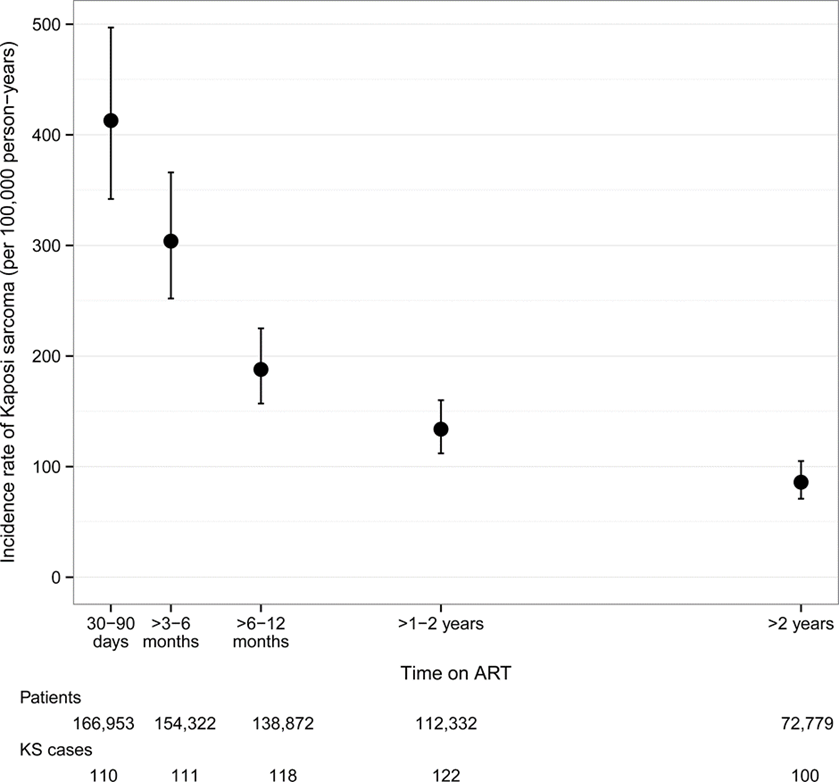 Incidence rate of Kaposi sarcoma (per 100,000 person−years)
500
400
300
200
100
0
30−90 days
>3−6 months
>6−12 months
>1−2 years
>2 years
Time on ART
Patients
166,953 154,322 138,872 112,332 72,779
KS cases
110 111 118 122 100